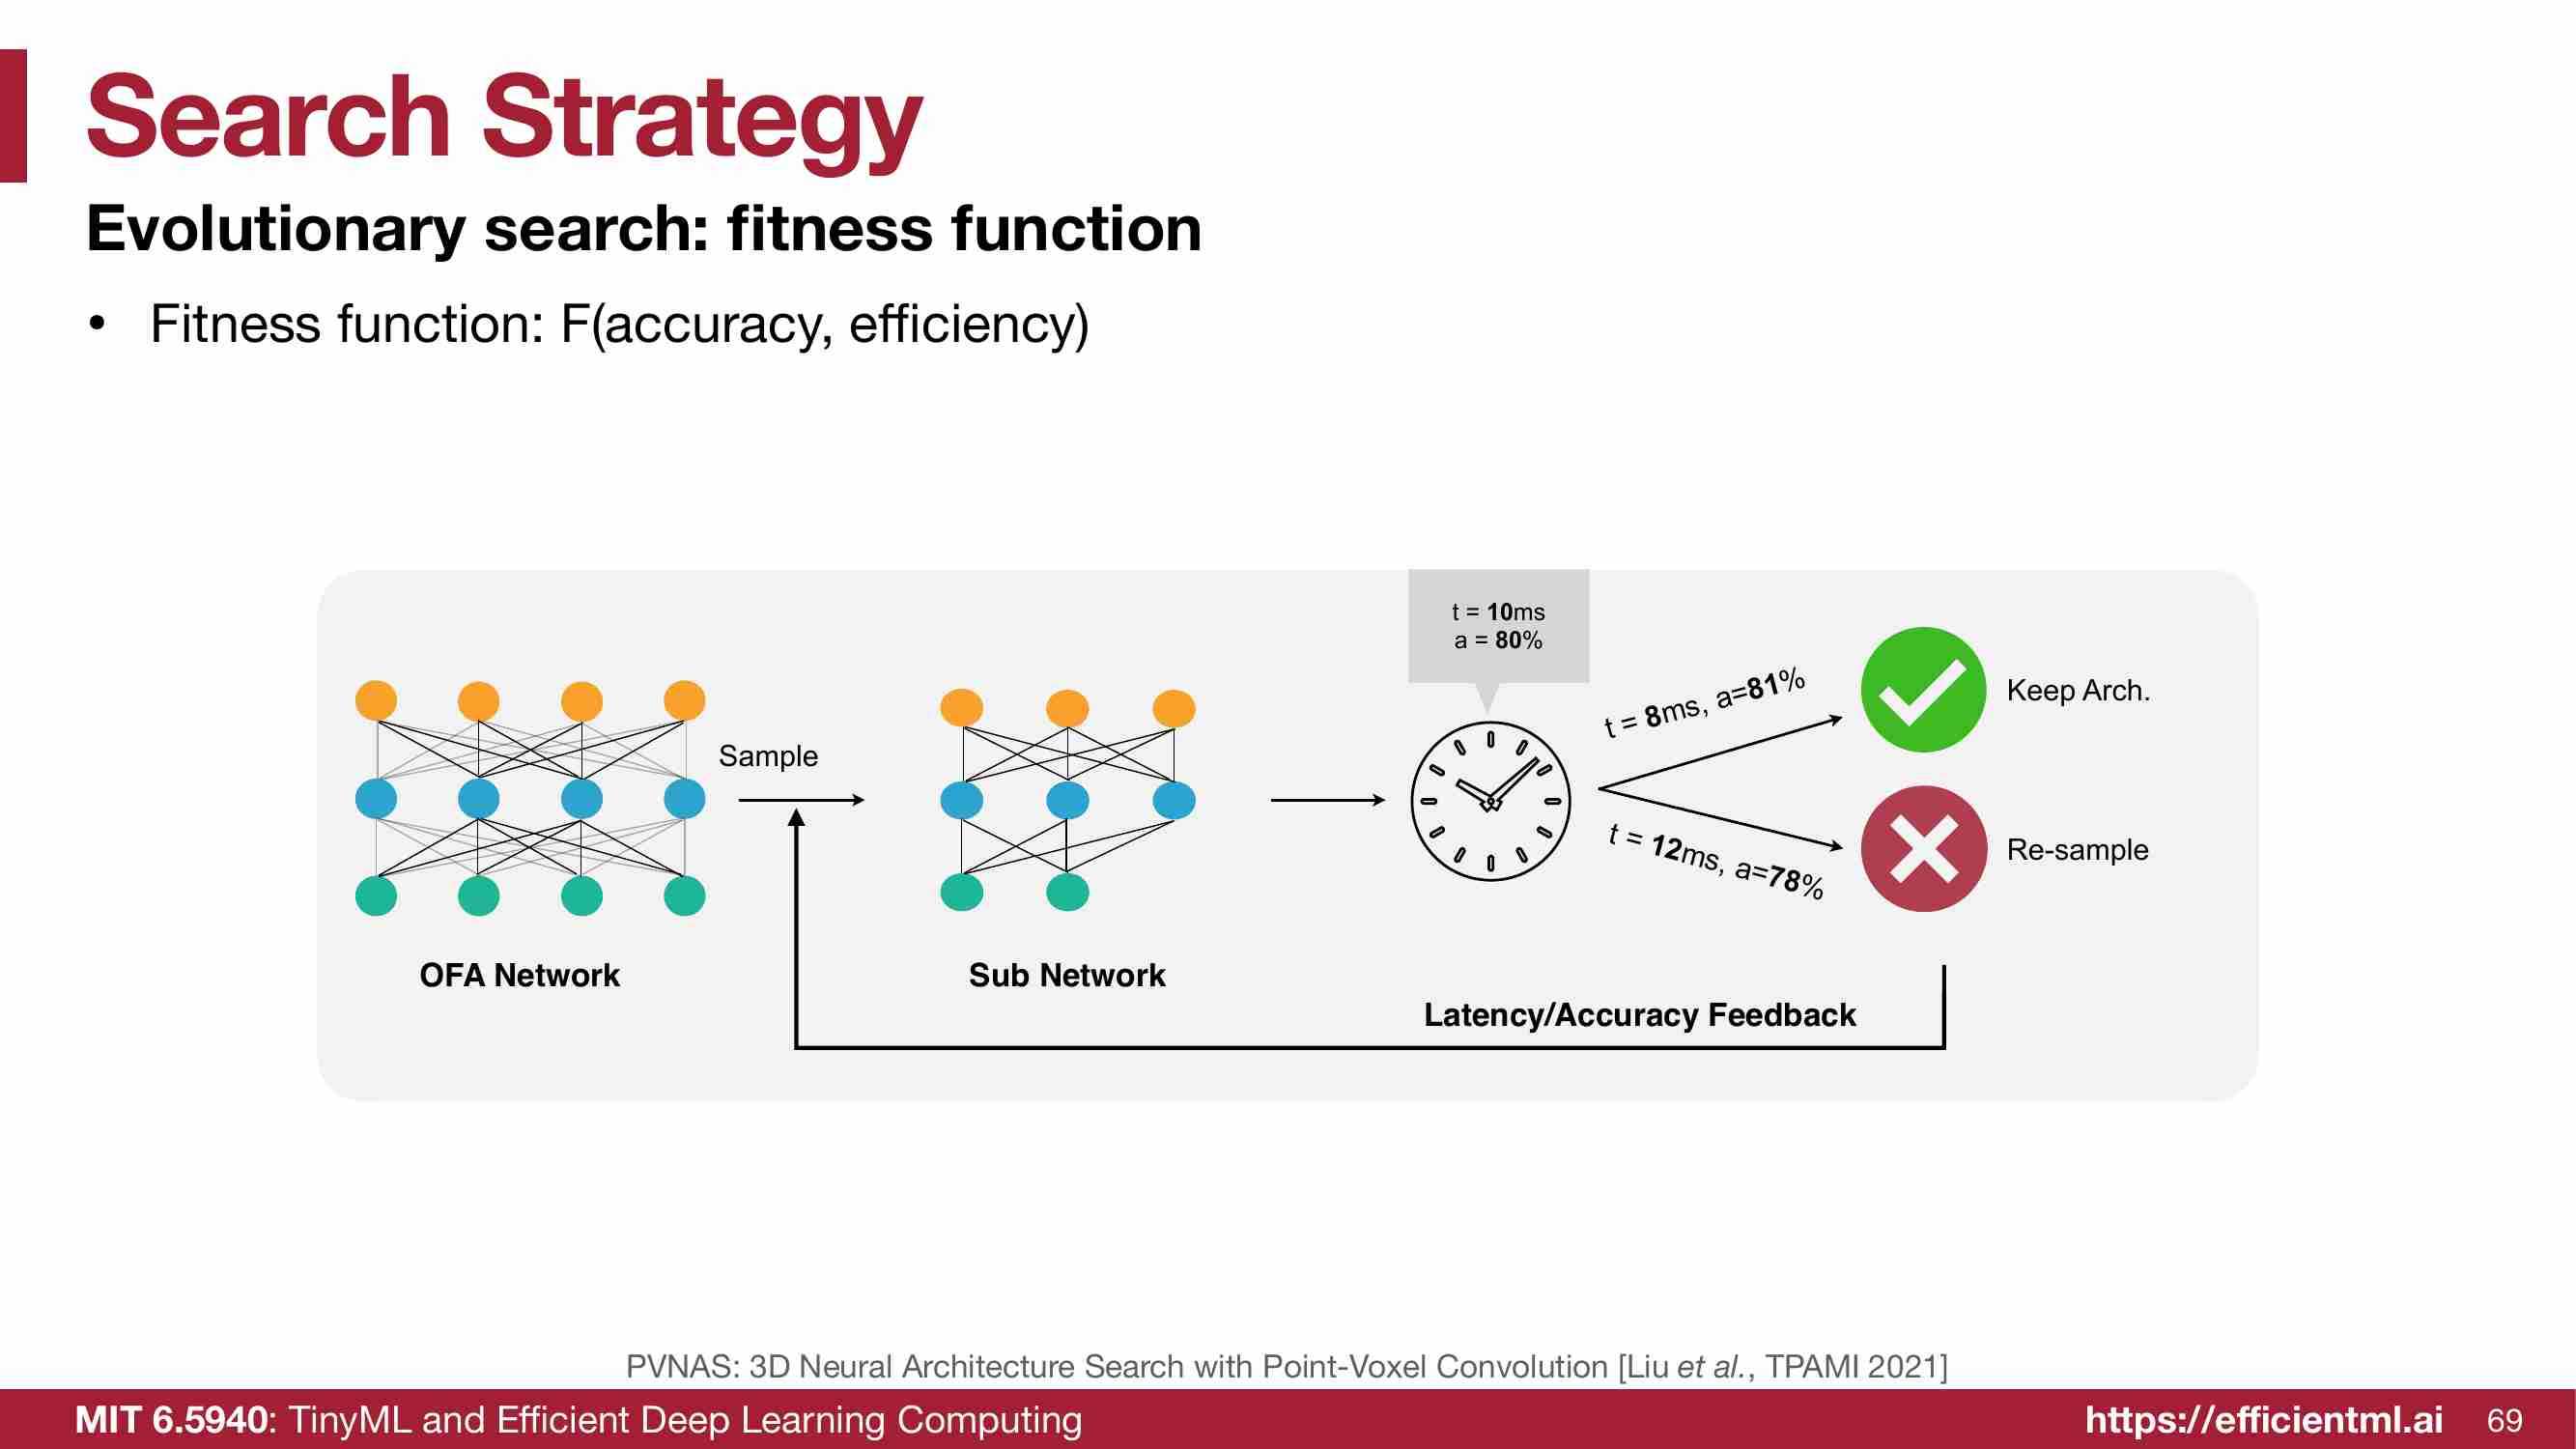 Search Strategy
Evolutionary search: fitness function
• Fitness function: F(accuracy, efficiency)
t = 10ms
a = 80%
t = 8ms, a=81%
Keep Arch.
Sample
t = 12ms, a=78%
Re-sample
OFA Network
Sub Network
Latency/Accuracy Feedback
PVNAS: 3D Neural Architecture Search with Point-Voxel Convolution [Liu et al., TPAMI 2021]
MIT 6.5940: TinyML and Efficient Deep Learning Computing
https://efficientml.ai
69